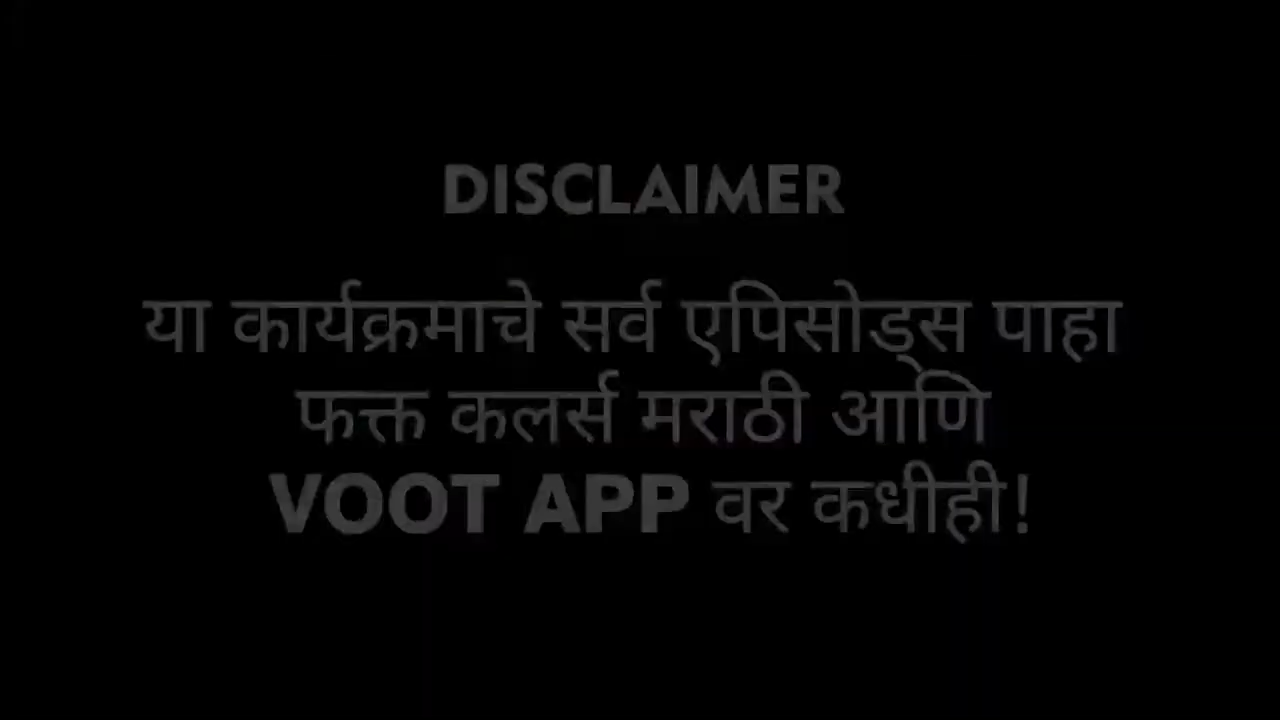 DISCLAIMER
या कार्यक्रमाचे सर्व एपिसोड्स पाहा
फक्त कलर्स मराठी आणि
VOOT APP वर कधीही!